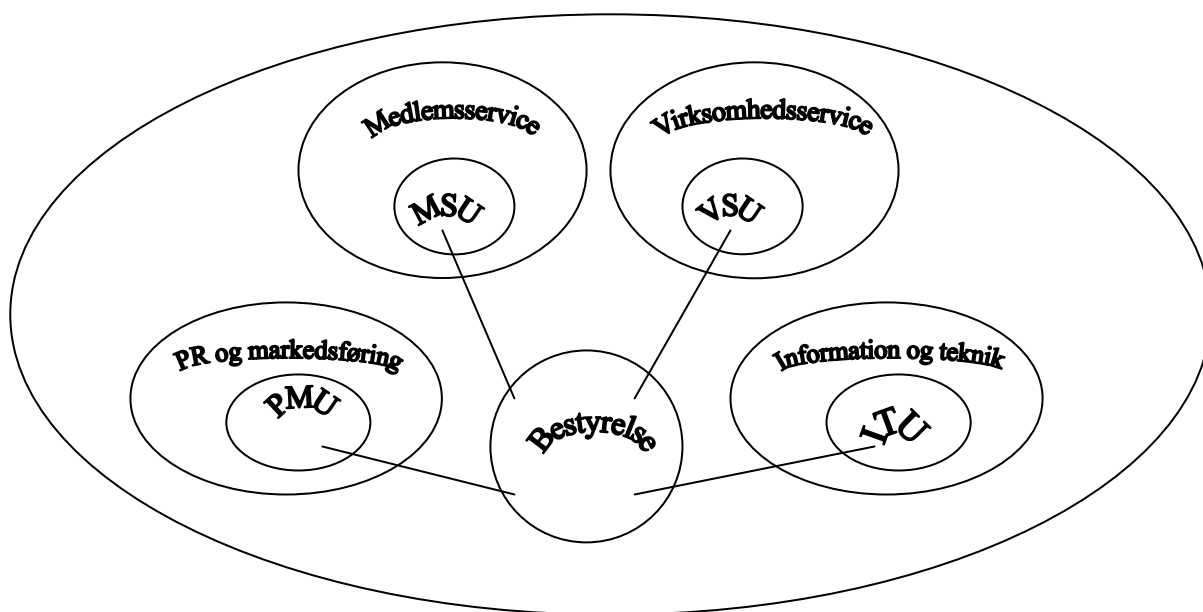 Medlemsservice
MSU
Virksomhedsservice
VSU
PR og markedsføring
PMU
Bestyrelse
Information og teknik
ITU